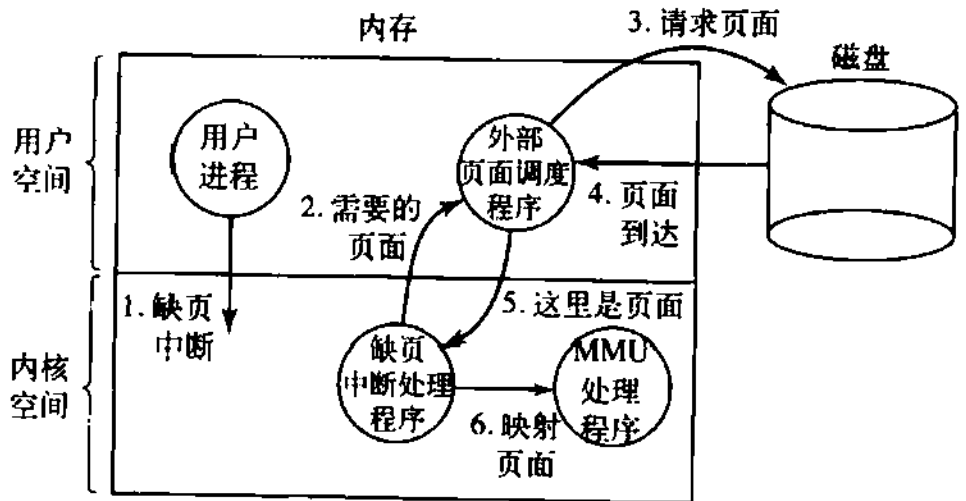 内存
3. 请求页面
磁盘
用户
空间
用户
进程
外部
页面调度
程序
2. 需要的
页面
4. 页面
到达
1. 缺页
中断
5. 这里是页面
内核
空间
缺页
中断处理
程序
MMU
处理
程序
6. 映射
页面